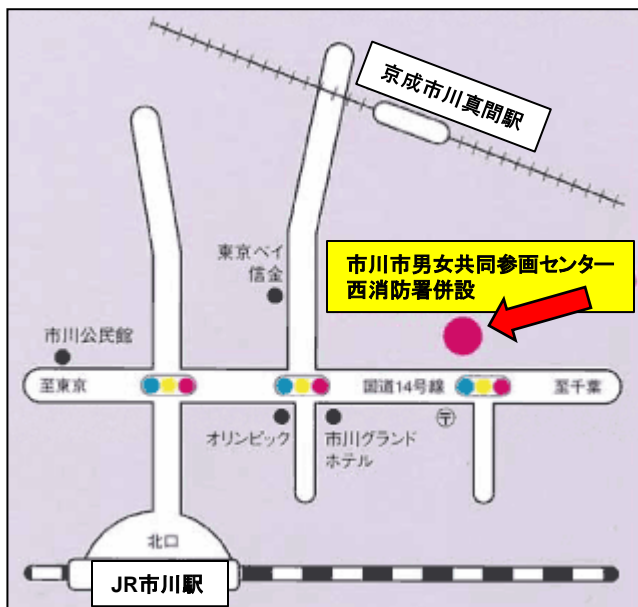 京成市川真間駅
東京ベイ
信金
市川市男女共同参画センター
西消防署併設
市川公民館
至東京
国道14号線
至千葉
オリンピック
市川グランド
ホテル
〒
北口
JR市川駅